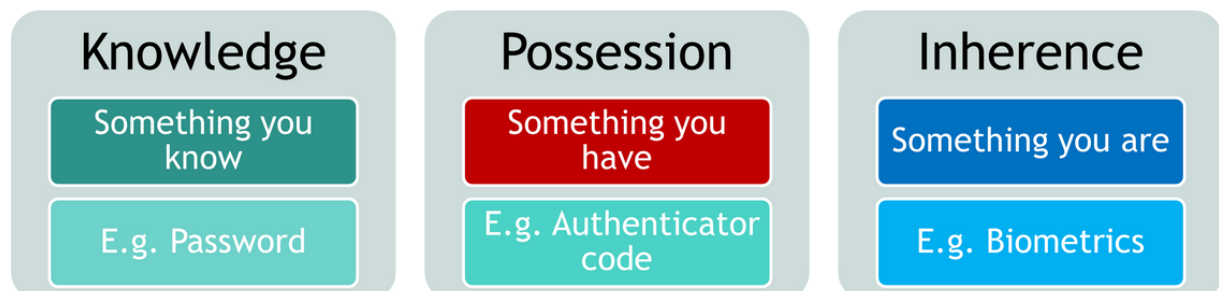 Knowledge
Something you
know
E.g. Password
Possession
Something you
have
E.g. Authenticator
code
Inherence
Something you are
E.g. Biometrics